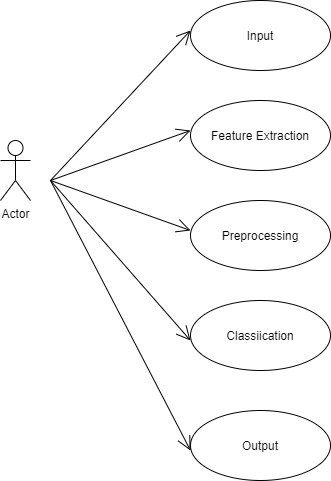 Input
Feature Extraction
Actor
Preprocessing
Classiication
Output